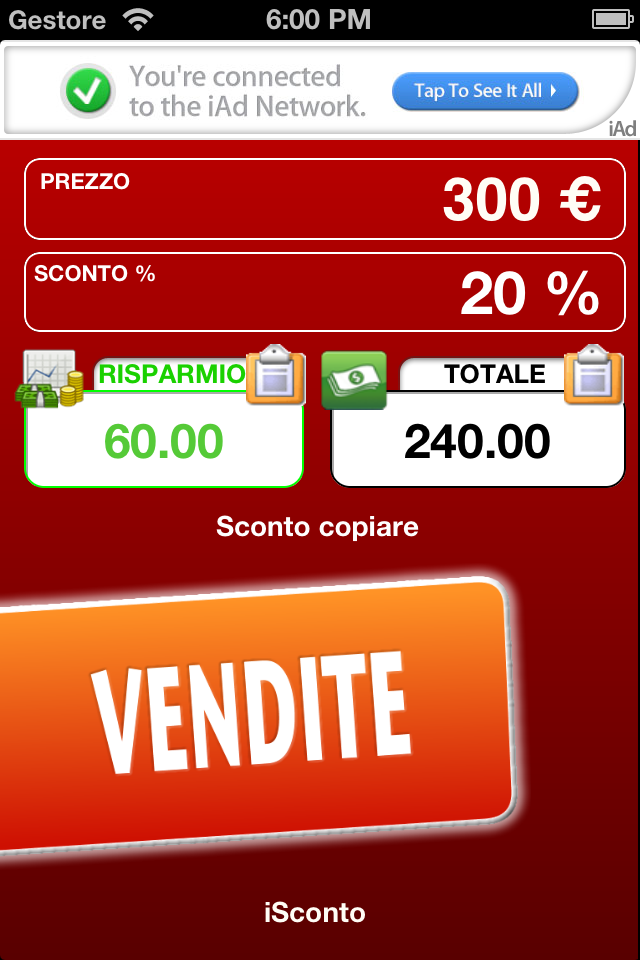 Gestore 6:00 PM
You're connected
to the iAd Network.
Tap To See It All
iAd
PREZZO
300 €
SCONTO %
20 %
RISPARMIO
TOTALE
60.00
240.00
Sconto copiare
VENDITE
iSconto